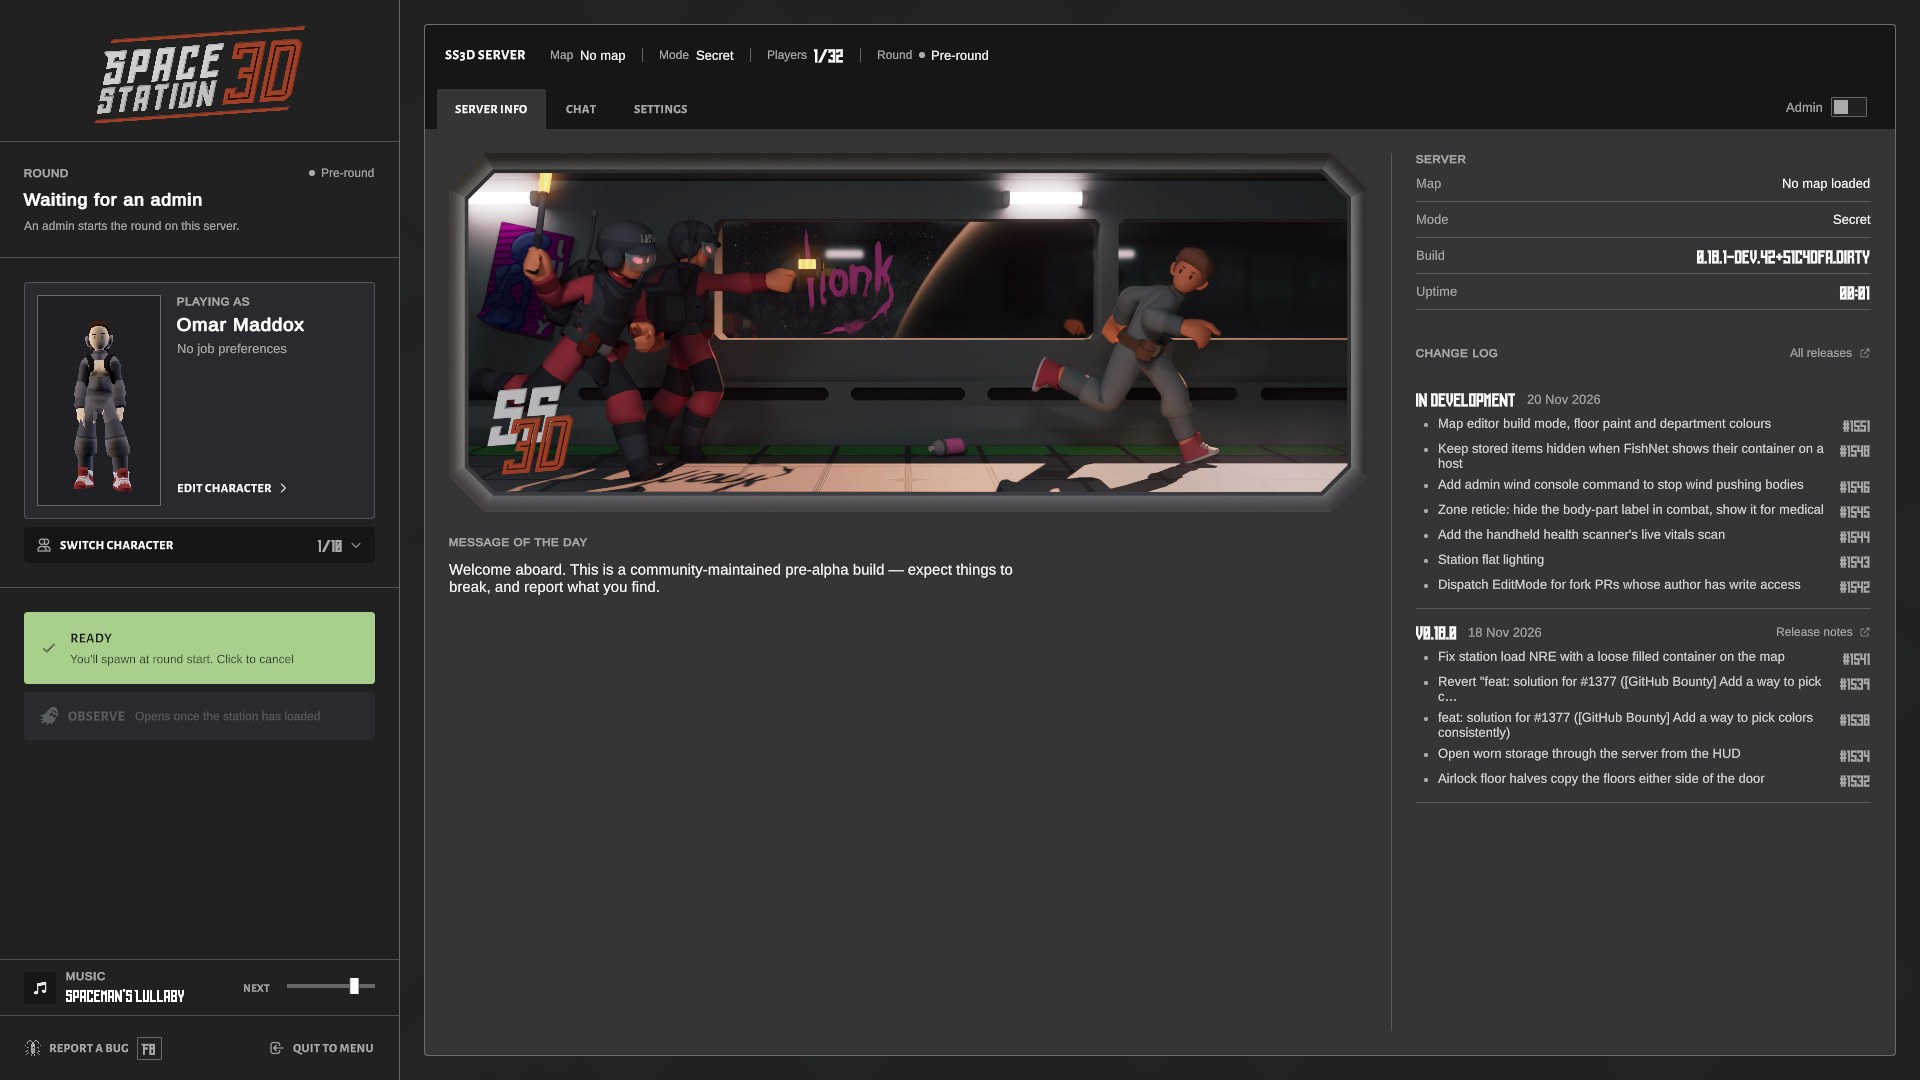 SPACE
STATION 3D
ROUND
Pre-round
Waiting for an admin
An admin starts the round on this server.
PLAYING AS
Omar Maddox
No job preferences
EDIT CHARACTER
SWITCH CHARACTER
1/10
READY
You'll spawn at round start. Click to cancel
OBSERVE Opens once the station has loaded
MUSIC
SPACEMAN'S LULLABY
NEXT
REPORT A BUG F8
QUIT TO MENU
SS3D SERVER Map No map Mode Secret Players 1/32 Round Pre-round
SERVER INFO CHAT SETTINGS
Admin
Honk
SS
3D
MESSAGE OF THE DAY
Welcome aboard. This is a community-maintained pre-alpha build — expect things to
break, and report what you find.
SERVER
Map No map loaded
Mode Secret
Build 0.18.1-DEV.42+51C4DFA.DIRTY
Uptime 00:01
CHANGE LOG All releases
IN DEVELOPMENT 20 Nov 2026
Map editor build mode, floor paint and department colours #1551
Keep stored items hidden when FishNet shows their container on a #1548
host
Add admin wind console command to stop wind pushing bodies #1546
Zone reticle: hide the body-part label in combat, show it for medical #1545
Add the handheld health scanner's live vitals scan #1544
Station flat lighting #1543
Dispatch EditMode for fork PRs whose author has write access #1542
V0.18.0 18 Nov 2026 Release notes
Fix station load NRE with a loose filled container on the map #1541
Revert "feat: solution for #1377 ([GitHub Bounty] Add a way to pick #1539
c...
feat: solution for #1377 ([GitHub Bounty] Add a way to pick colors #1538
consistently)
Open worn storage through the server from the HUD #1534
Airlock floor halves copy the floors either side of the door #1532